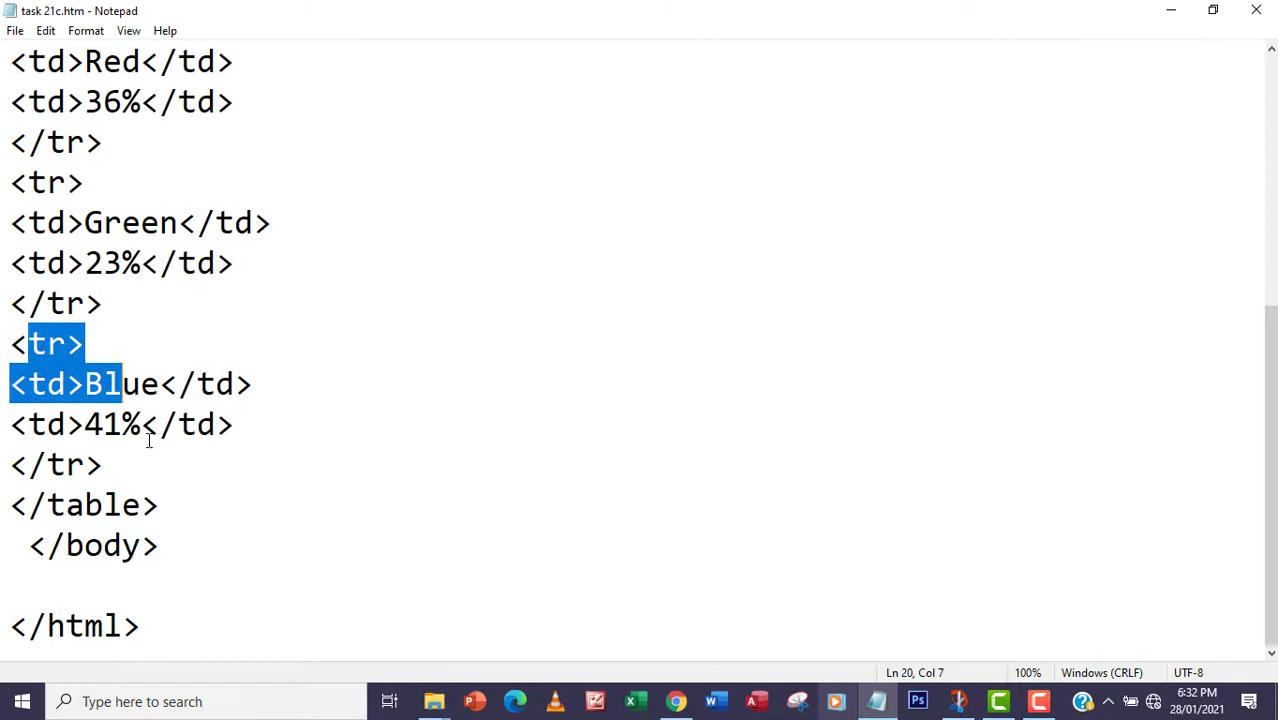 task 21c.htm - Notepad
File Edit Format View Help
<td>Red</td>
<td>36%</td>
</tr>
<tr>
<td>Green</td>
<td>23%</td>
</tr>
<tr>
<td>Blue</td>
<td>41%</td>
</tr>
</table>
</body>
</html>
Ln 20, Col 7 100% Windows (CRLF) UTF-8
Type here to search
6:32 PM
28/01/2021